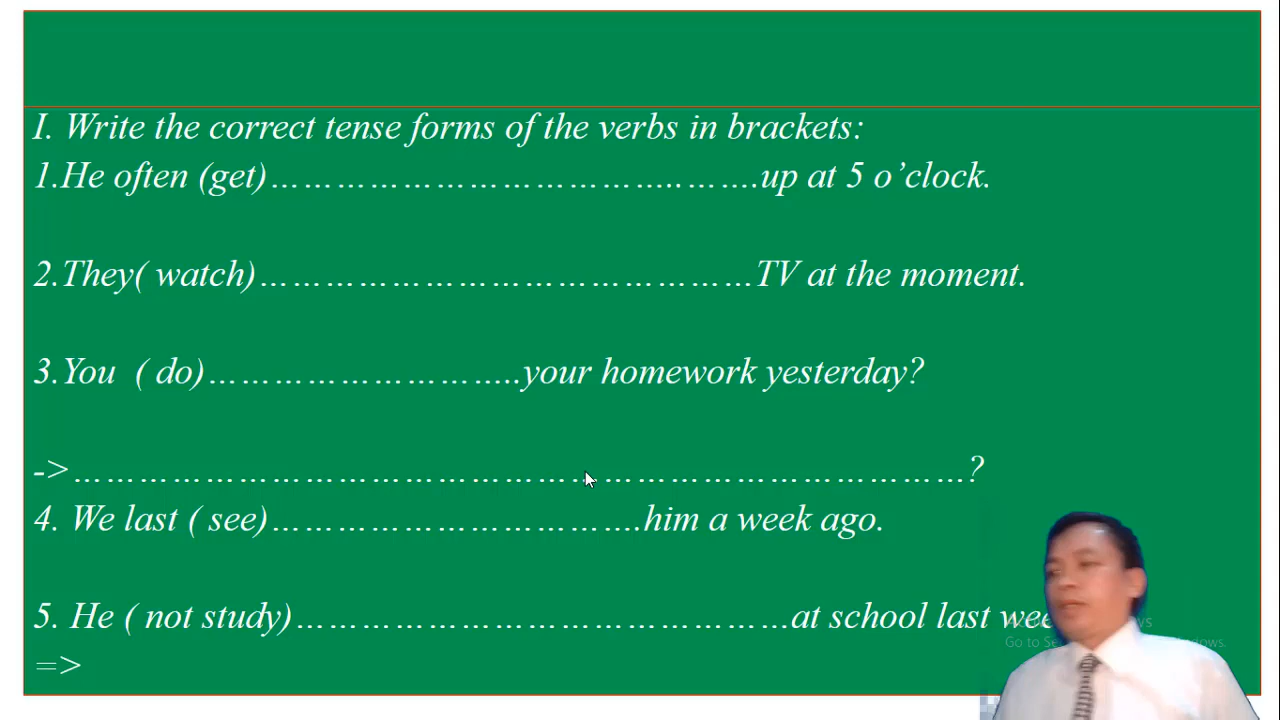 I. Write the correct tense forms of the verbs in brackets:
1.He often (get)…………………………………..…….up at 5 o’clock.
2.They( watch)………………………………………TV at the moment.
3.You ( do)………………………..your homework yesterday?
->…………………………………………………………………………?
4. We last ( see)…………………………….him a week ago.
5. He ( not study)………………………………………at school last
=>
Go to